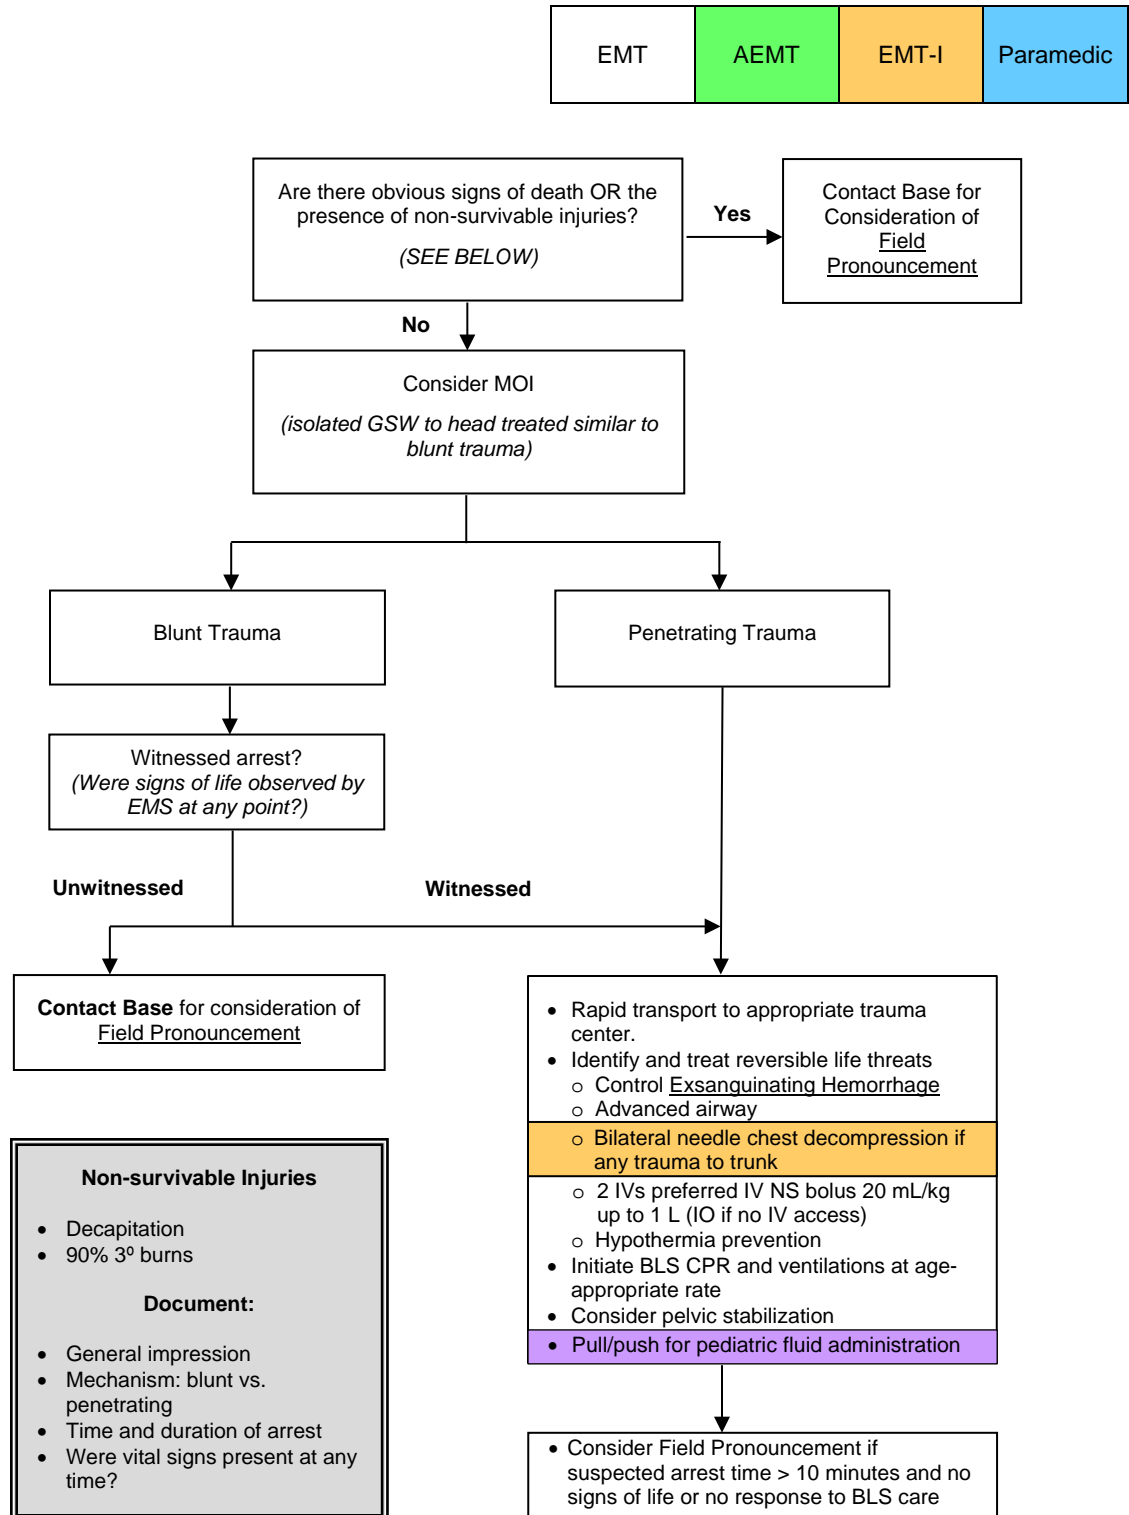 EMT AEMT EMT-I Paramedic
Are there obvious signs of death OR the
presence of non-survivable injuries?
(SEE BELOW)
Yes
Contact Base for
Consideration of
Field
Pronouncement
No
Consider MOI
(isolated GSW to head treated similar to
blunt trauma)
Blunt Trauma
Penetrating Trauma
Witnessed arrest?
(Were signs of life observed by
EMS at any point?)
Unwitnessed
Witnessed
Contact Base for consideration of
Field Pronouncement
• Rapid transport to appropriate trauma
center.
• Identify and treat reversible life threats
o Control Exsanguinating Hemorrhage
o Advanced airway
o Bilateral needle chest decompression if
any trauma to trunk
o 2 IVs preferred IV NS bolus 20 mL/kg
up to 1 L (IO if no IV access)
o Hypothermia prevention
• Initiate BLS CPR and ventilations at age-
appropriate rate
• Consider pelvic stabilization
• Pull/push for pediatric fluid administration
Non-survivable Injuries
• Decapitation
• 90% 3º burns
Document:
• General impression
• Mechanism: blunt vs.
penetrating
• Time and duration of arrest
• Were vital signs present at any
time?
• Consider Field Pronouncement if
suspected arrest time > 10 minutes and no
signs of life or no response to BLS care